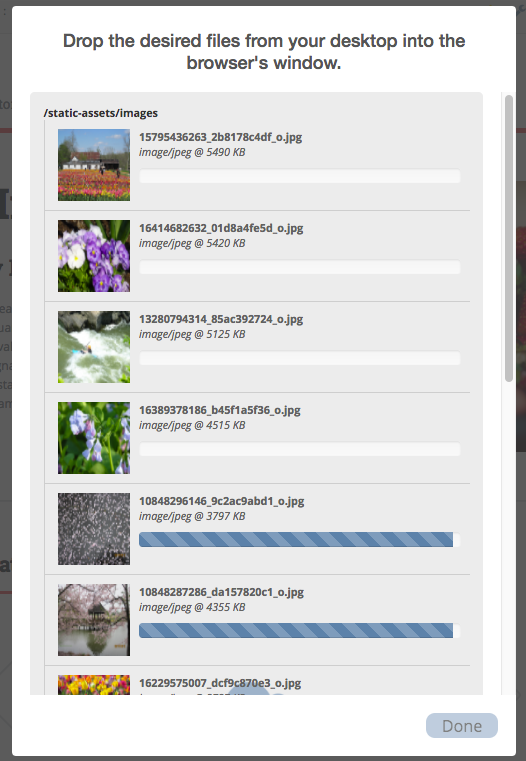 Drop the desired files from your desktop into the
browser's window.
/static-assets/images
15795436263_2b8178c4df_o.jpg
image/jpeg @ 5490 KB
16414682632_01d8a4fe5d_o.jpg
image/jpeg @ 5420 KB
13280794314_85ac392724_o.jpg
image/jpeg @ 5125 KB
16389378186_b45f1a5f36_o.jpg
image/jpeg @ 4515 KB
10848296146_9c2ac9abd1_o.jpg
image/jpeg @ 3797 KB
10848287286_da157820c1_o.jpg
image/jpeg @ 4355 KB
16229575007_dcf9c870e3_o.jpg
Done